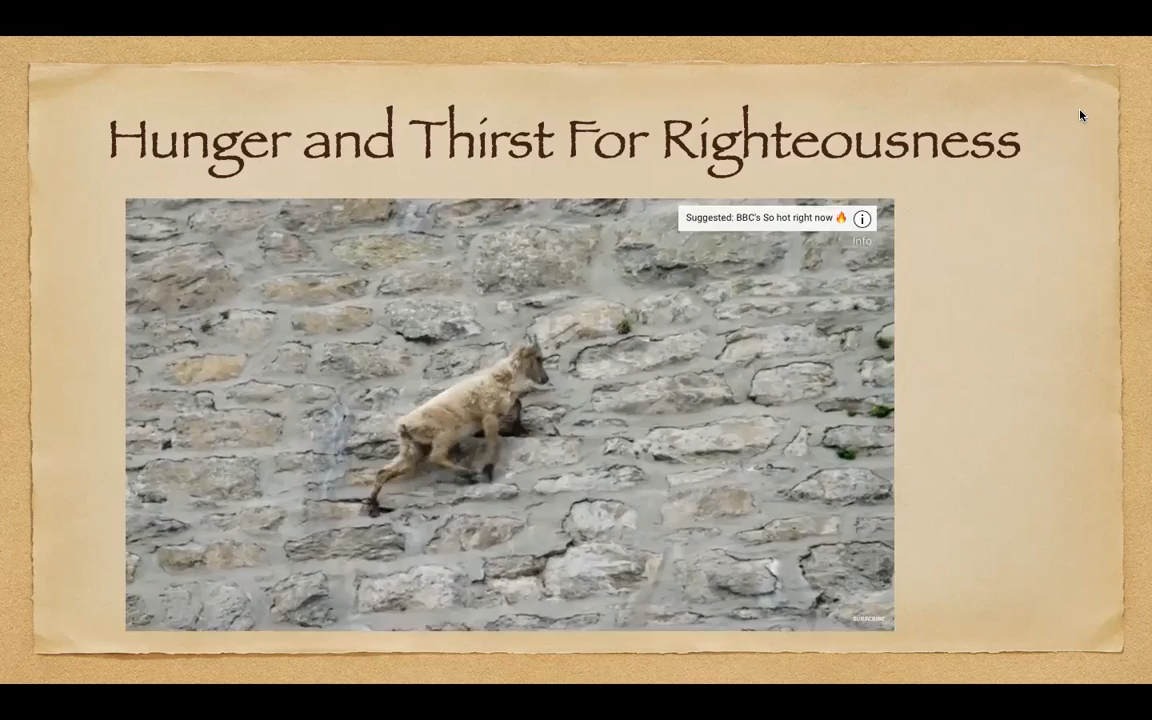 Hunger and Thirst For Righteousness
Suggested: BBC's So hot right now 🔥
Info
SUBSCRIBE